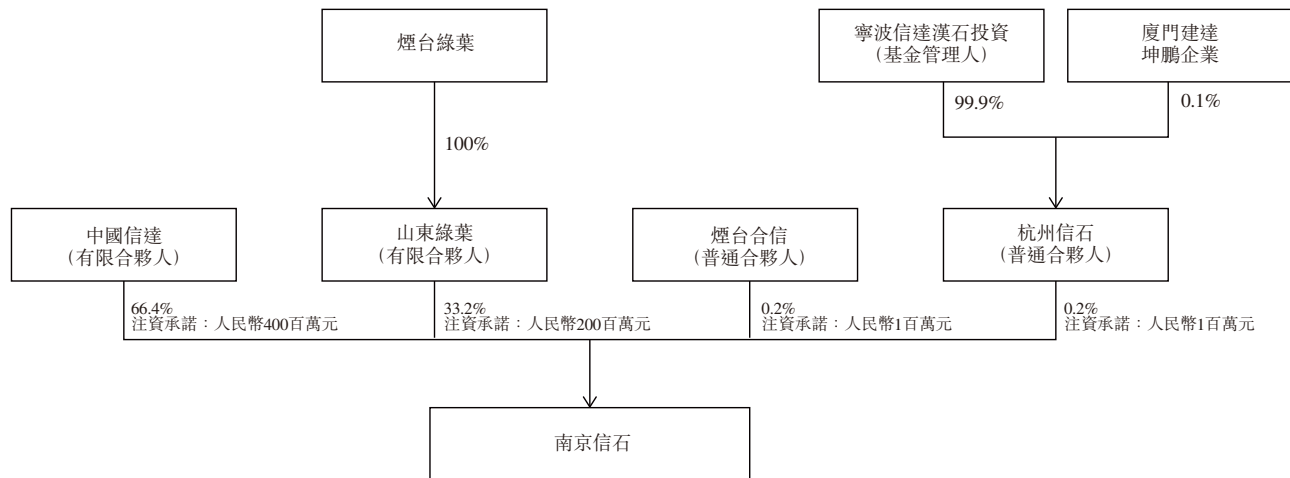 煙台綠葉
寧波信達漢石投資
(基金管理人)
廈門建達
坤鵬企業
99.9%
0.1%
100%
中國信達
(有限合夥人)
山東綠葉
(有限合夥人)
煙台合信
(普通合夥人)
杭州信石
(普通合夥人)
66.4%
注資承諾：人民幣400百萬元
33.2%
注資承諾：人民幣200百萬元
0.2%
注資承諾：人民幣1百萬元
0.2%
注資承諾：人民幣1百萬元
南京信石